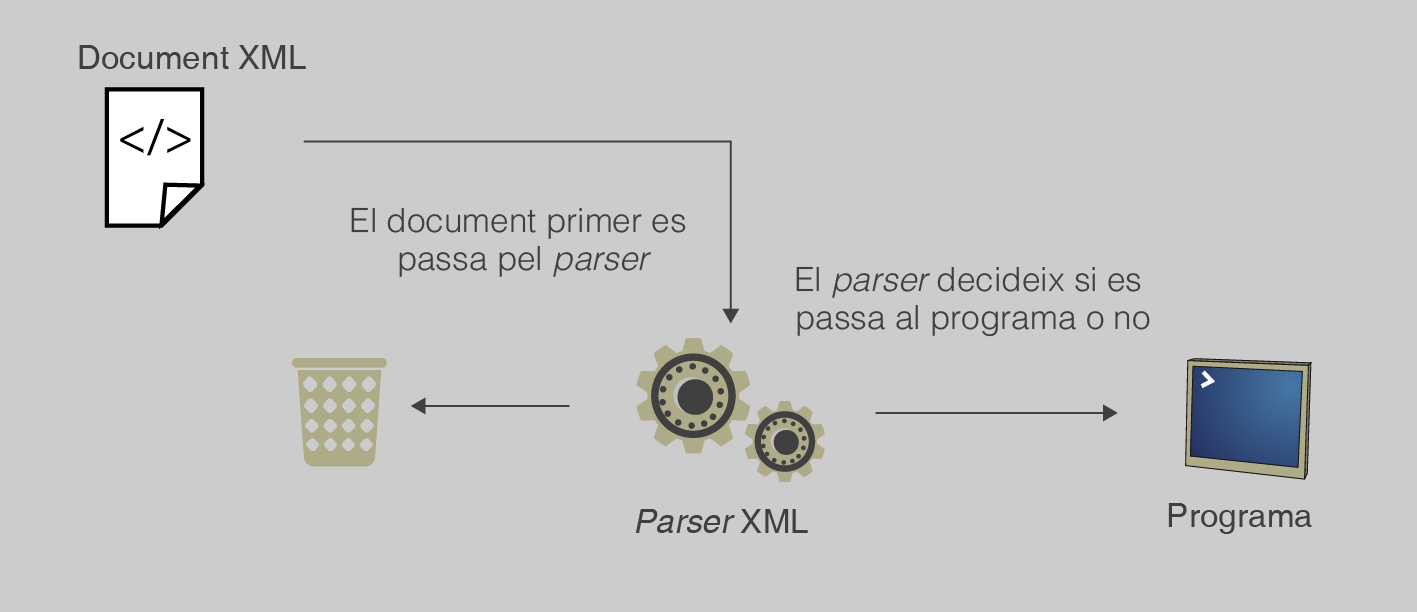 Document XML
</>
El document primer es
passa pel parser
El parser decideix si es
passa al programa o no
Parser XML
Programa